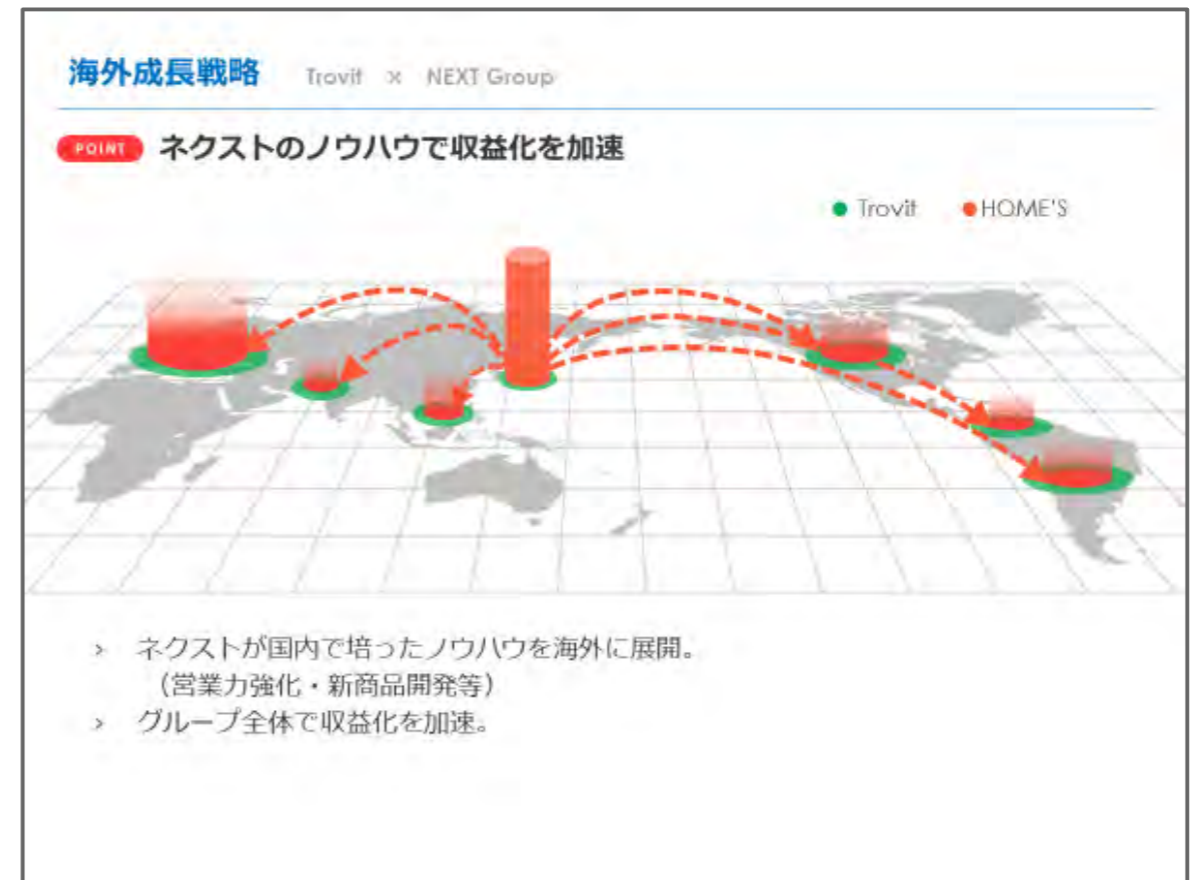 海外成長戦略 Trovit × NEXT Group
POINT ネクストのノウハウで収益化を加速
Trovit HOME'S
> ネクストが国内で培ったノウハウを海外に展開。
（営業力強化・新商品開発等）
> グループ全体で収益化を加速。